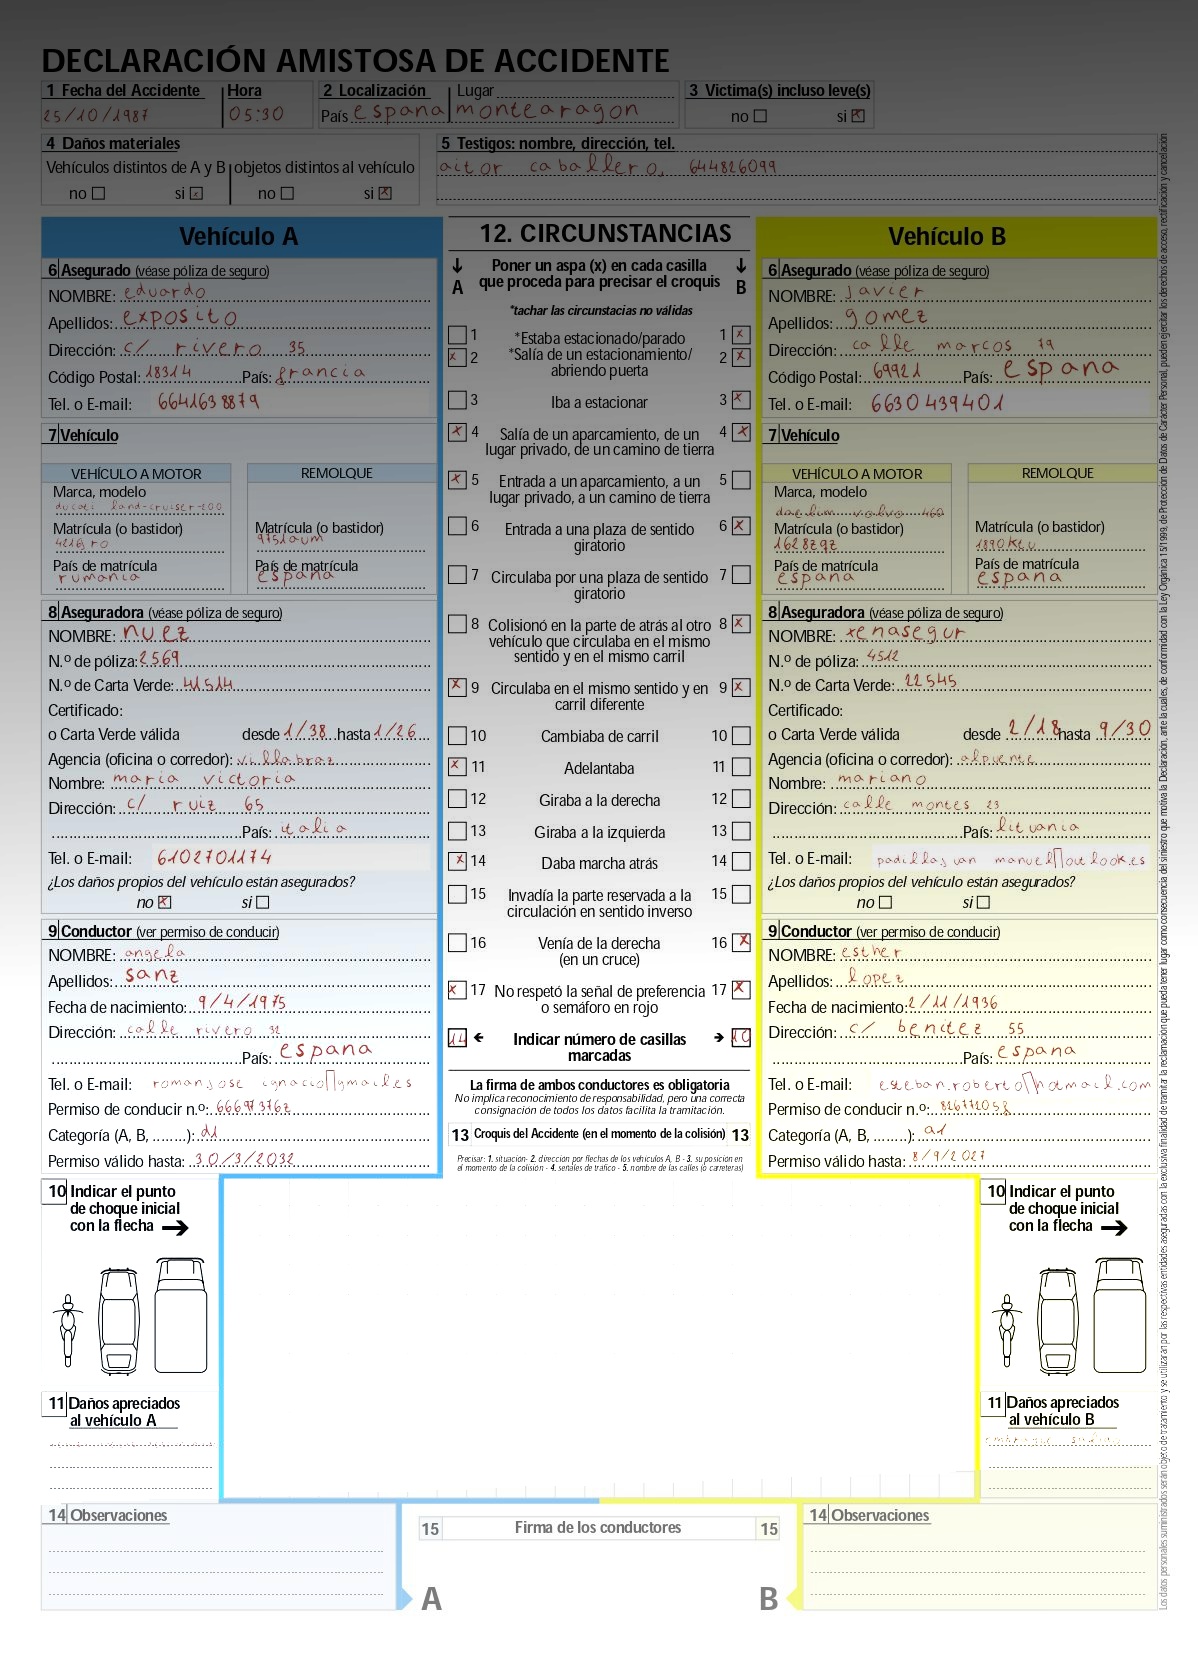 DECLARACIÓN AMISTOSA DE ACCIDENTE
1 Fecha del Accidente Hora 2 Localización Lugar 3 Victima(s) incluso leve(s)
25/10/1987 05:30 País espana montearagon no si x
4 Daños materiales 5 Testigos: nombre, dirección, tel.
Vehículos distintos de A y B objetos distintos al vehículo aitor caballero, 644826099
no si x no si x
Vehículo A
6 Asegurado (véase póliza de seguro)
NOMBRE: eduardo
Apellidos: exposito
Dirección: c/ rivero 35
Código Postal: 18314 País: francia
Tel. o E-mail: 6641638879
7 Vehículo
VEHÍCULO A MOTOR REMOLQUE
Marca, modelo
ducati land-cruiser-200
Matrícula (o bastidor) Matrícula (o bastidor)
País de matrícula País de matrícula
rumania espana
8 Aseguradora (véase póliza de seguro)
NOMBRE: nuez
N.º de póliza: 2569
N.º de Carta Verde: 41514
Certificado:
o Carta Verde válida desde 1/38 hasta 1/26
Agencia (oficina o corredor): villabraz
Nombre: maria victoria
Dirección: c/ ruiz 65
País: italia
Tel. o E-mail: 6102701174
¿Los daños propios del vehículo están asegurados?
no x si
9 Conductor (ver permiso de conducir)
NOMBRE: angela
Apellidos: sanz
Fecha de nacimiento: 9/4/1975
Dirección: calle rivero 32
País: espana
Tel. o E-mail: romanjose ignacio@gmail.es
Permiso de conducir n.º: 66697376z
Categoría (A, B, ........): d1
Permiso válido hasta: 30/3/2032
12. CIRCUNSTANCIAS
A Poner un aspa (x) en cada casilla que proceda para precisar el croquis B
*tachar las circunstacias no válidas
1 *Estaba estacionado/parado 1 x
x 2 *Salía de un estacionamiento/ 2 x
abriendo puerta
3 Iba a estacionar 3 x
x 4 Salía de un aparcamiento, de un 4 x
lugar privado, de un camino de tierra
x 5 Entrada a un aparcamiento, a un 5
lugar privado, a un camino de tierra
6 Entrada a una plaza de sentido 6 x
giratorio
7 Circulaba por una plaza de sentido 7
giratorio
8 Colisionó en la parte de atrás al otro 8 x
vehículo que circulaba en el mismo
sentido y en el mismo carril
x 9 Circulaba en el mismo sentido y en 9 x
carril diferente
10 Cambiaba de carril 10
x 11 Adelantaba 11
12 Giraba a la derecha 12
13 Giraba a la izquierda 13
x 14 Daba marcha atrás 14
15 Invadía la parte reservada a la 15
circulación en sentido inverso
16 Venía de la derecha 16 x
(en un cruce)
x 17 No respetó la señal de preferencia 17 x
o semáforo en rojo
14 Indicar número de casillas 10
marcadas
La firma de ambos conductores es obligatoria
No implica reconocimiento de responsabilidad, pero una correcta
consignación de todos los datos facilita la tramitación.
13 Croquis del Accidente (en el momento de la colisión) 13
Precisar: 1. situación- 2. direccion por flechas de los vehículos A, B - 3. su posición en
el momento de la colisión - 4. señales de tráfico - 5. nombre de las calles (o carreteras)
Vehículo B
6 Asegurado (véase póliza de seguro)
NOMBRE: javier
Apellidos: gomez
Dirección: calle marcos 79
Código Postal: 69921 País: espana
Tel. o E-mail: 6630439401
7 Vehículo
VEHÍCULO A MOTOR REMOLQUE
Marca, modelo
daelim volvo 460
Matrícula (o bastidor) Matrícula (o bastidor)
1628zgz 1890ktu
País de matrícula País de matrícula
espana espana
8 Aseguradora (véase póliza de seguro)
NOMBRE: xenasegur
N.º de póliza: 4512
N.º de Carta Verde: 22545
Certificado:
o Carta Verde válida desde 2/18 hasta 9/30
Agencia (oficina o corredor): alpuente
Nombre: mariano
Dirección: calle montes 23
País: lituania
Tel. o E-mail: padillajuan manuel@outlook.es
¿Los daños propios del vehículo están asegurados?
no si
9 Conductor (ver permiso de conducir)
NOMBRE: esther
Apellidos: lopez
Fecha de nacimiento: 2/11/1936
Dirección: c/ benitez 55
País: espana
Tel. o E-mail: esteban.roberto@hotmail.com
Permiso de conducir n.º:
Categoría (A, B, ........): a1
Permiso válido hasta: 8/9/2027
10 Indicar el punto
de choque inicial
con la flecha
11 Daños apreciados
al vehículo A
10 Indicar el punto
de choque inicial
con la flecha
11 Daños apreciados
al vehículo B
14 Observaciones
15 Firma de los conductores 15
A B
14 Observaciones
Los datos personales suministrados serán objeto de tratamiento y se utilizaran por las respectivas entidades aseguradas con la exclusiva finalidad de tramitar la reclamación que pueda tener lugar como consecuencia del siniestro que motiva la Declaración, ante la cuales, de conformidad con la Ley Orgánica 15/1999, de Protección de Datos de Carácter Personal, pueden ejercitar los derechos de acceso, rectificación y cancelación